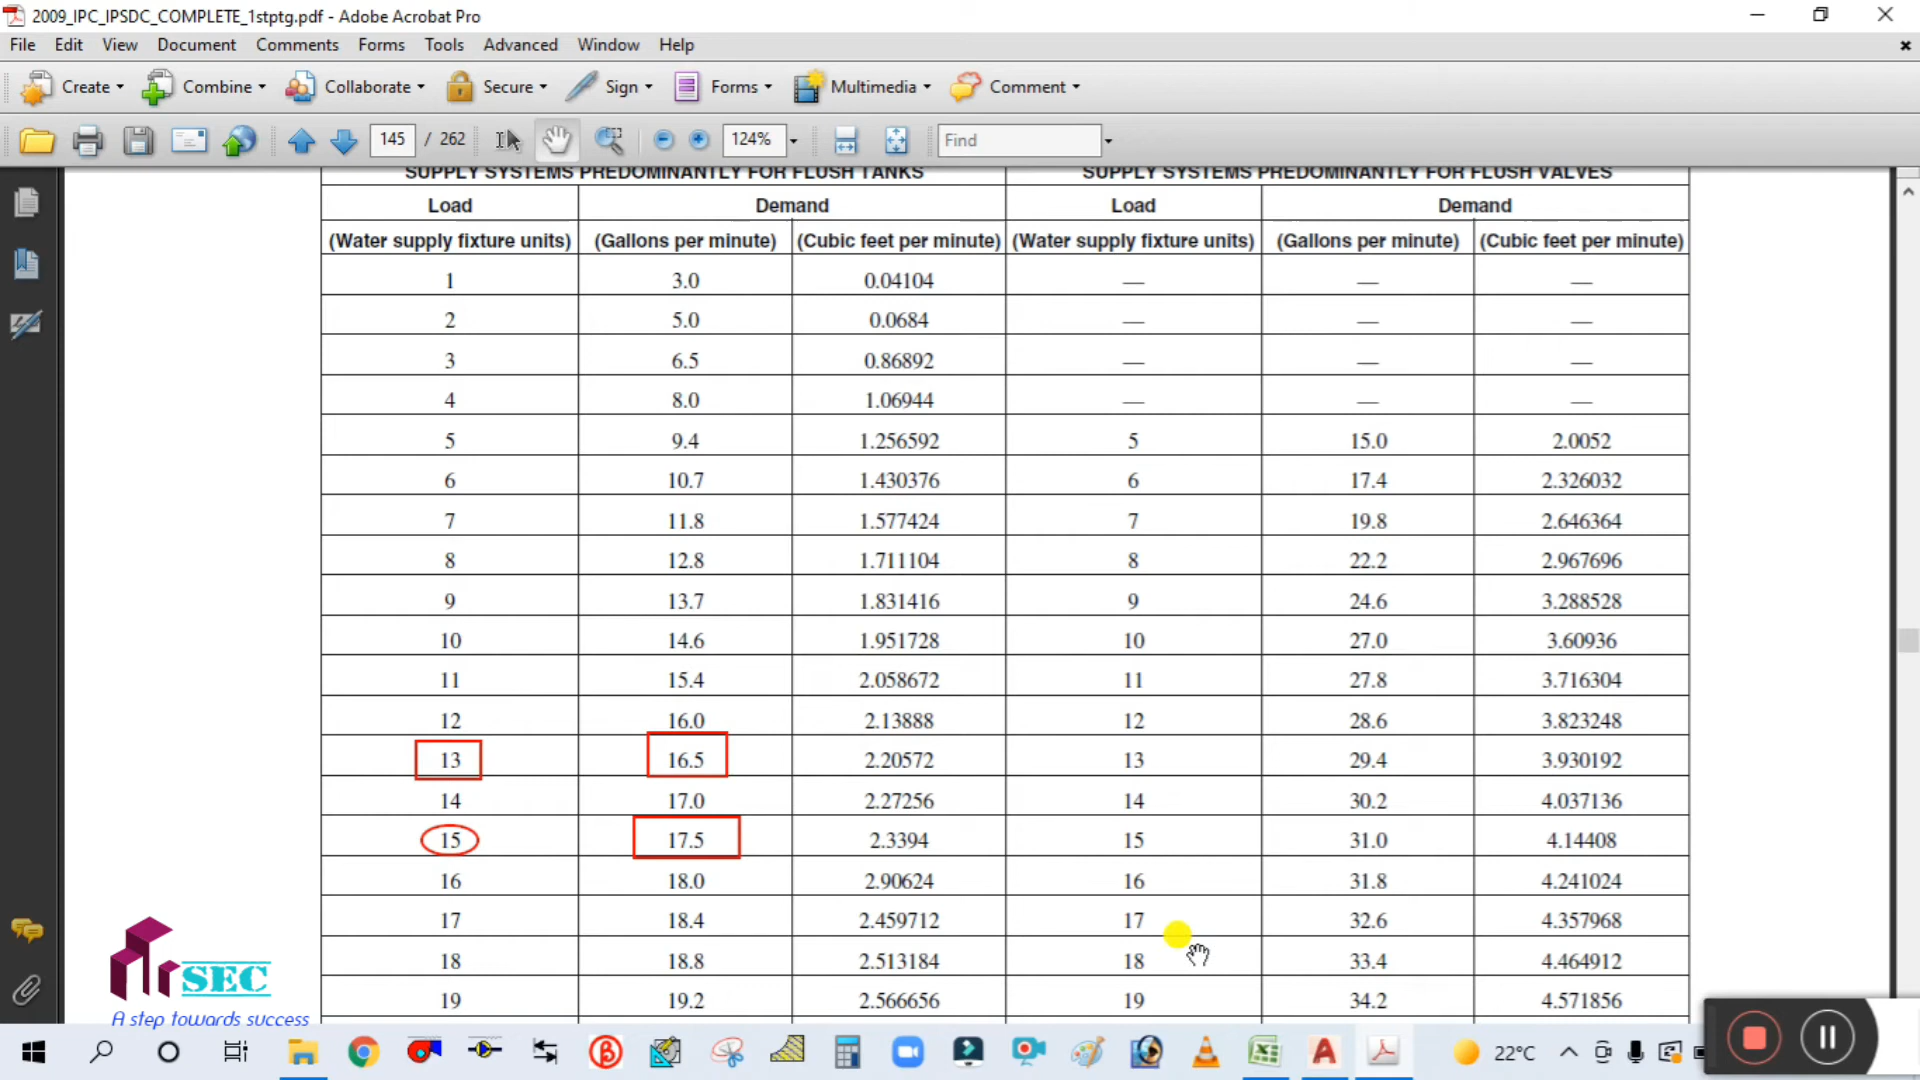 2009_IPC_IPSDC_COMPLETE_1stptg.pdf - Adobe Acrobat Pro
File Edit View Document Comments Forms Tools Advanced Window Help
Create Combine Collaborate Secure Sign Forms Multimedia Comment
145 / 262 124% Find
SUPPLY SYSTEMS PREDOMINANTLY FOR FLUSH TANKS SUPPLY SYSTEMS PREDOMINANTLY FOR FLUSH VALVES
Load Demand Load Demand
(Water supply fixture units) (Gallons per minute) (Cubic feet per minute) (Water supply fixture units) (Gallons per minute) (Cubic feet per minute)
1 3.0 0.04104 — — —
2 5.0 0.0684 — — —
3 6.5 0.86892 — — —
4 8.0 1.06944 — — —
5 9.4 1.256592 5 15.0 2.0052
6 10.7 1.430376 6 17.4 2.326032
7 11.8 1.577424 7 19.8 2.646364
8 12.8 1.711104 8 22.2 2.967696
9 13.7 1.831416 9 24.6 3.288528
10 14.6 1.951728 10 27.0 3.60936
11 15.4 2.058672 11 27.8 3.716304
12 16.0 2.13888 12 28.6 3.823248
13 16.5 2.20572 13 29.4 3.930192
14 17.0 2.27256 14 30.2 4.037136
15 17.5 2.3394 15 31.0 4.14408
16 18.0 2.90624 16 31.8 4.241024
17 18.4 2.459712 17 32.6 4.357968
18 18.8 2.513184 18 33.4 4.464912
19 19.2 2.566656 19 34.2 4.571856
SEC
A step towards success
22°C